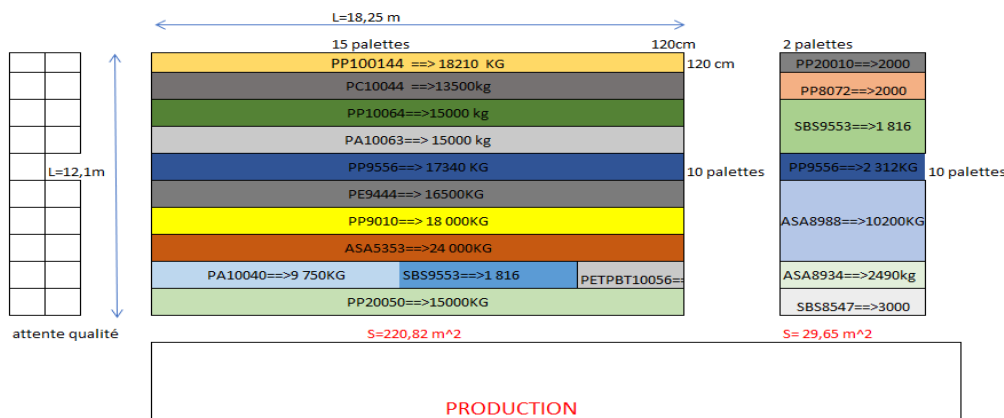 L=18,25 m
15 palettes 120cm 2 palettes
PP100144 ==> 18210 KG 120 cm PP20010==>2000
PC10044 ==>13500kg PP8072==>2000
PP10064==>15000 kg SBS9553==>1 816
PA10063==>15000 kg
L=12,1m PP9556==> 17340 KG 10 palettes PP9556==>2 312KG 10 palettes
PE9444==> 16500KG
PP9010==> 18 000KG ASA8988==>10200KG
ASA5353==>24 000KG
PA10040==>9 750KG SBS9553==>1 816 PETPBT10056== ASA8934==>2490kg
PP20050==>15000KG SBS8547==>3000
attente qualité S=220,82 m^2 S= 29,65 m^2
PRODUCTION